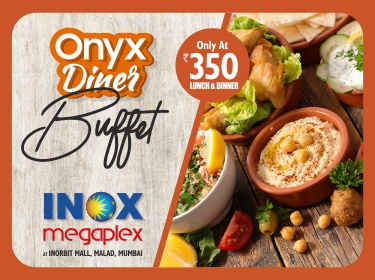 Onyx
Diner
Buffet
Only At
₹350
LUNCH & DINNER
INOX
megaplex
AT INORBIT MALL, MALAD, MUMBAI